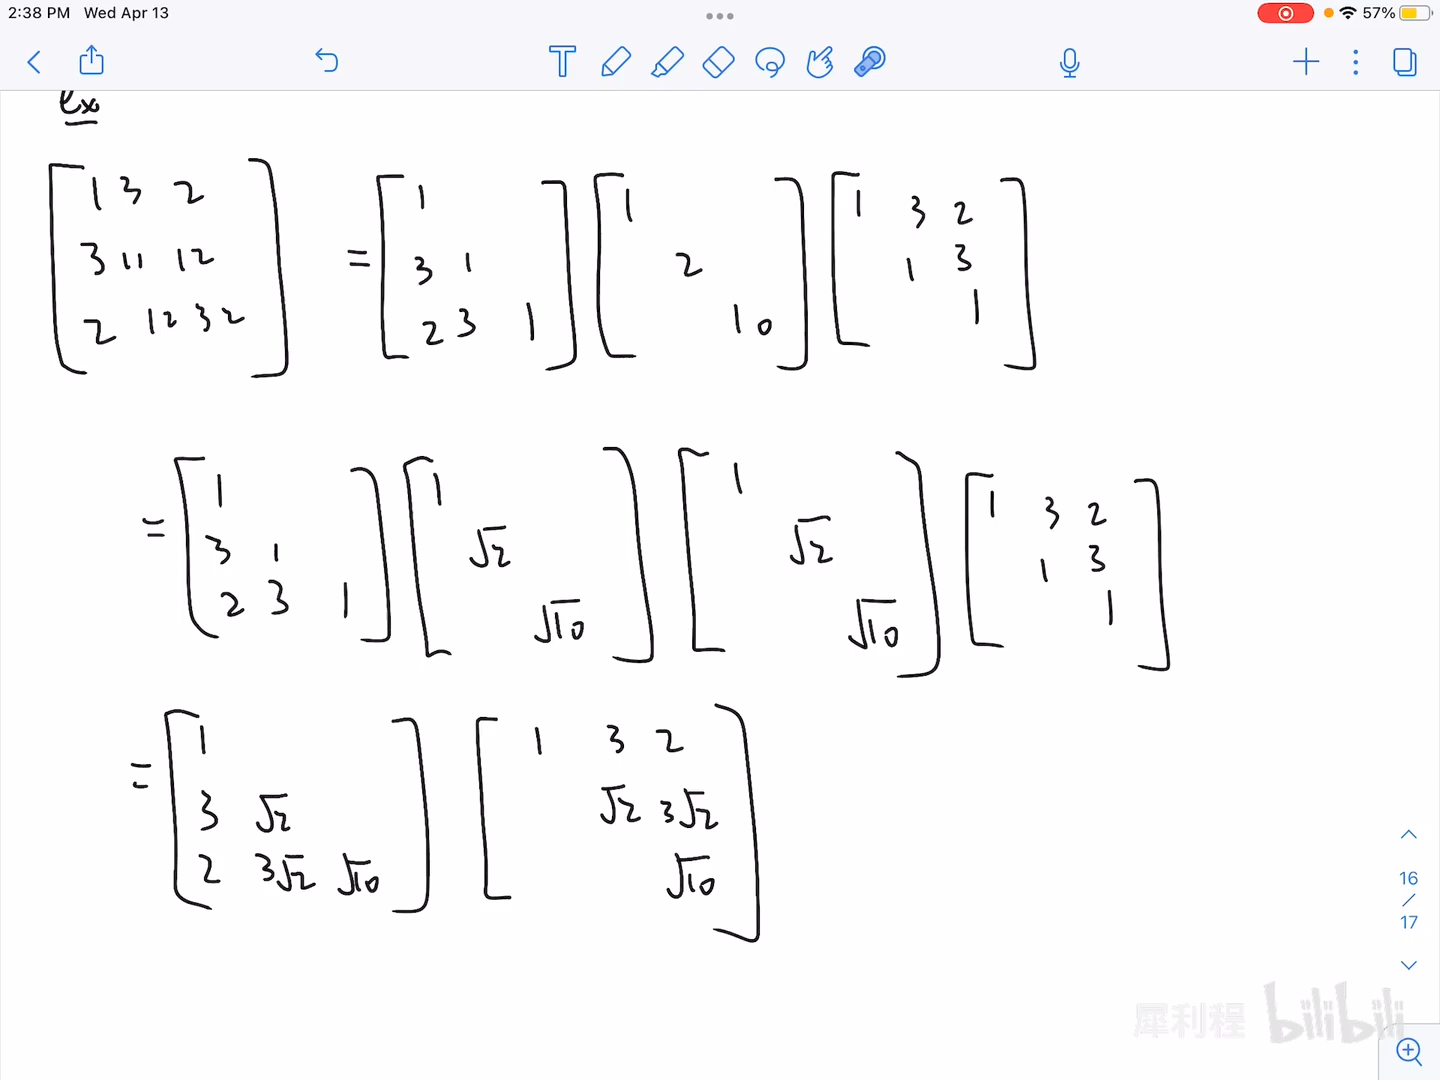 2:38 PM Wed Apr 13 57%
T
ex
1 3 2 1 1 1 3 2
3 11 12 = 3 1 2 1 3
2 12 32 2 3 1 10 1
1 1 1 1 3 2
= 3 1 √2 √2 1 3
2 3 1 √10 √10 1
1 1 3 2
= 3 √2 √2 3√2
2 3√2 √10 √10
16
/
17
犀利程 bilibili